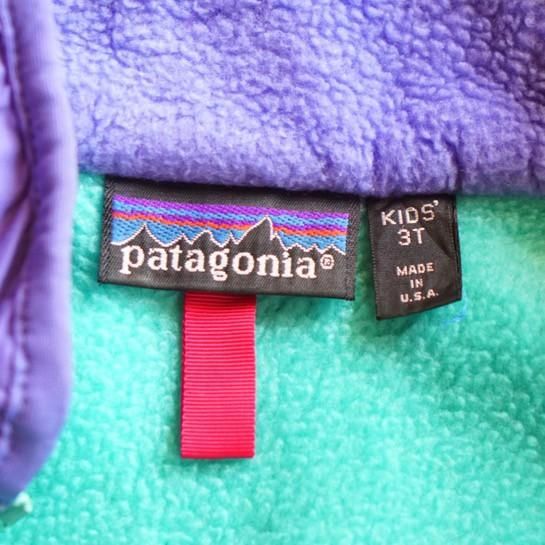 patagonia®
KIDS'
3T
MADE
IN
U.S.A.